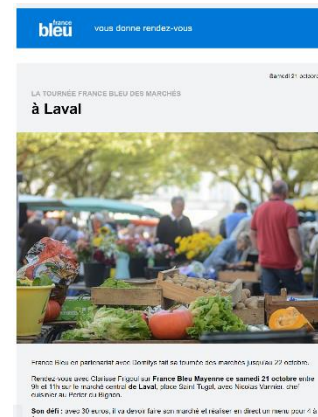 france
bleu
vous donne rendez-vous
Samedi 21 octobre
LA TOURNÉE FRANCE BLEU DES MARCHÉS
à Laval
France Bleu en partenariat avec Domitys fait sa tournée des marchés jusqu'au 22 octobre.
Rendez-vous avec Clarisse Frigoul sur France Bleu Mayenne ce samedi 21 octobre entre
9h et 11h sur le marché central de Laval, place Saint Tugal, avec Nicolas Varnier, chef
cuisinier au Porter du Bignon.
Son défi : avec 30 euros, il va devoir faire son marché et réaliser en direct un menu pour 4 à